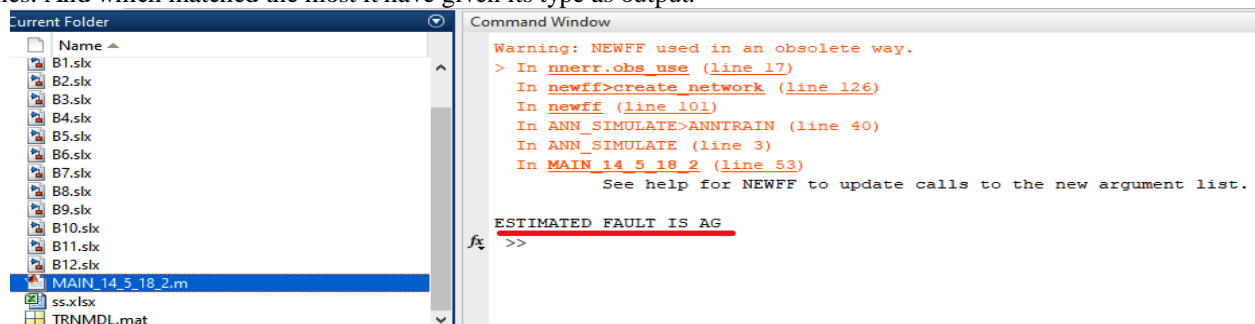 And which matched the most it have given its type as output.
Current Folder
Name
B1.slx
B2.slx
B3.slx
B4.slx
B5.slx
B6.slx
B7.slx
B8.slx
B9.slx
B10.slx
B11.slx
B12.slx
MAIN_14_5_18_2.m
ss.xlsx
TRNMDL.mat
Command Window
Warning: NEWFF used in an obsolete way.
> In nnerr.obs_use (line 17)
In newff>create_network (line 126)
In newff (line 101)
In ANN_SIMULATE>ANNTRAIN (line 40)
In ANN_SIMULATE (line 3)
In MAIN_14_5_18_2 (line 53)
See help for NEWFF to update calls to the new argument list.
ESTIMATED FAULT IS AG
fx >>